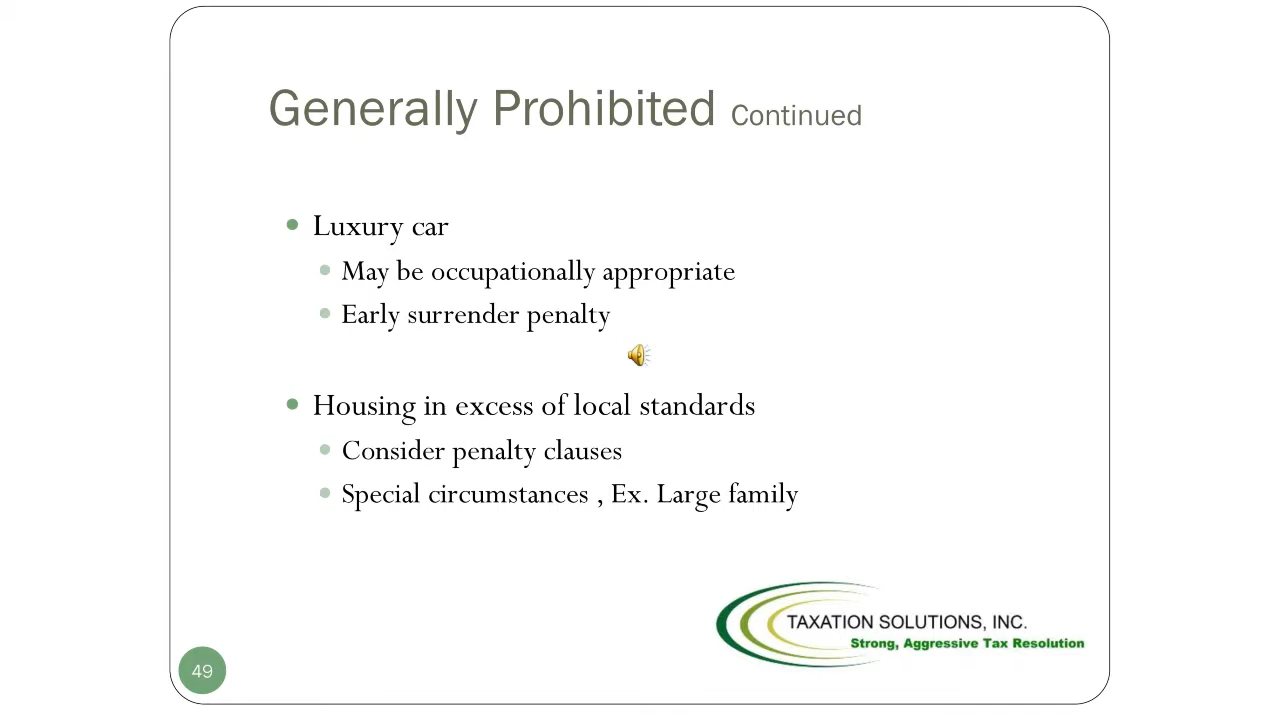 Generally Prohibited Continued
Luxury car
May be occupationally appropriate
Early surrender penalty
Housing in excess of local standards
Consider penalty clauses
Special circumstances , Ex. Large family
TAXATION SOLUTIONS, INC.
Strong, Aggressive Tax Resolution
49